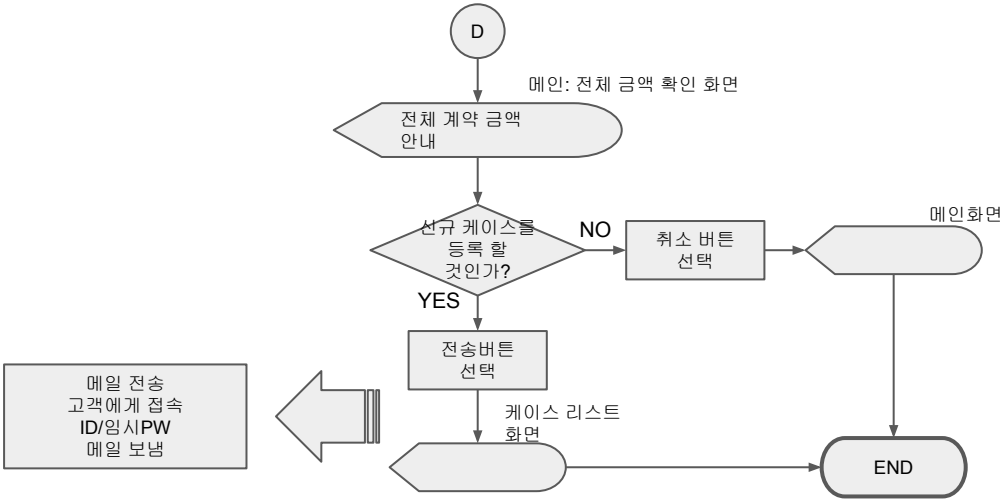 D
메인: 전체 금액 확인 화면
전체 계약 금액
안내
신규 케이스를
등록 할
것인가?
NO
취소 버튼
선택
메인화면
YES
전송버튼
선택
메일 전송
고객에게 접속
ID/임시PW
메일 보냄
케이스 리스트
화면
END